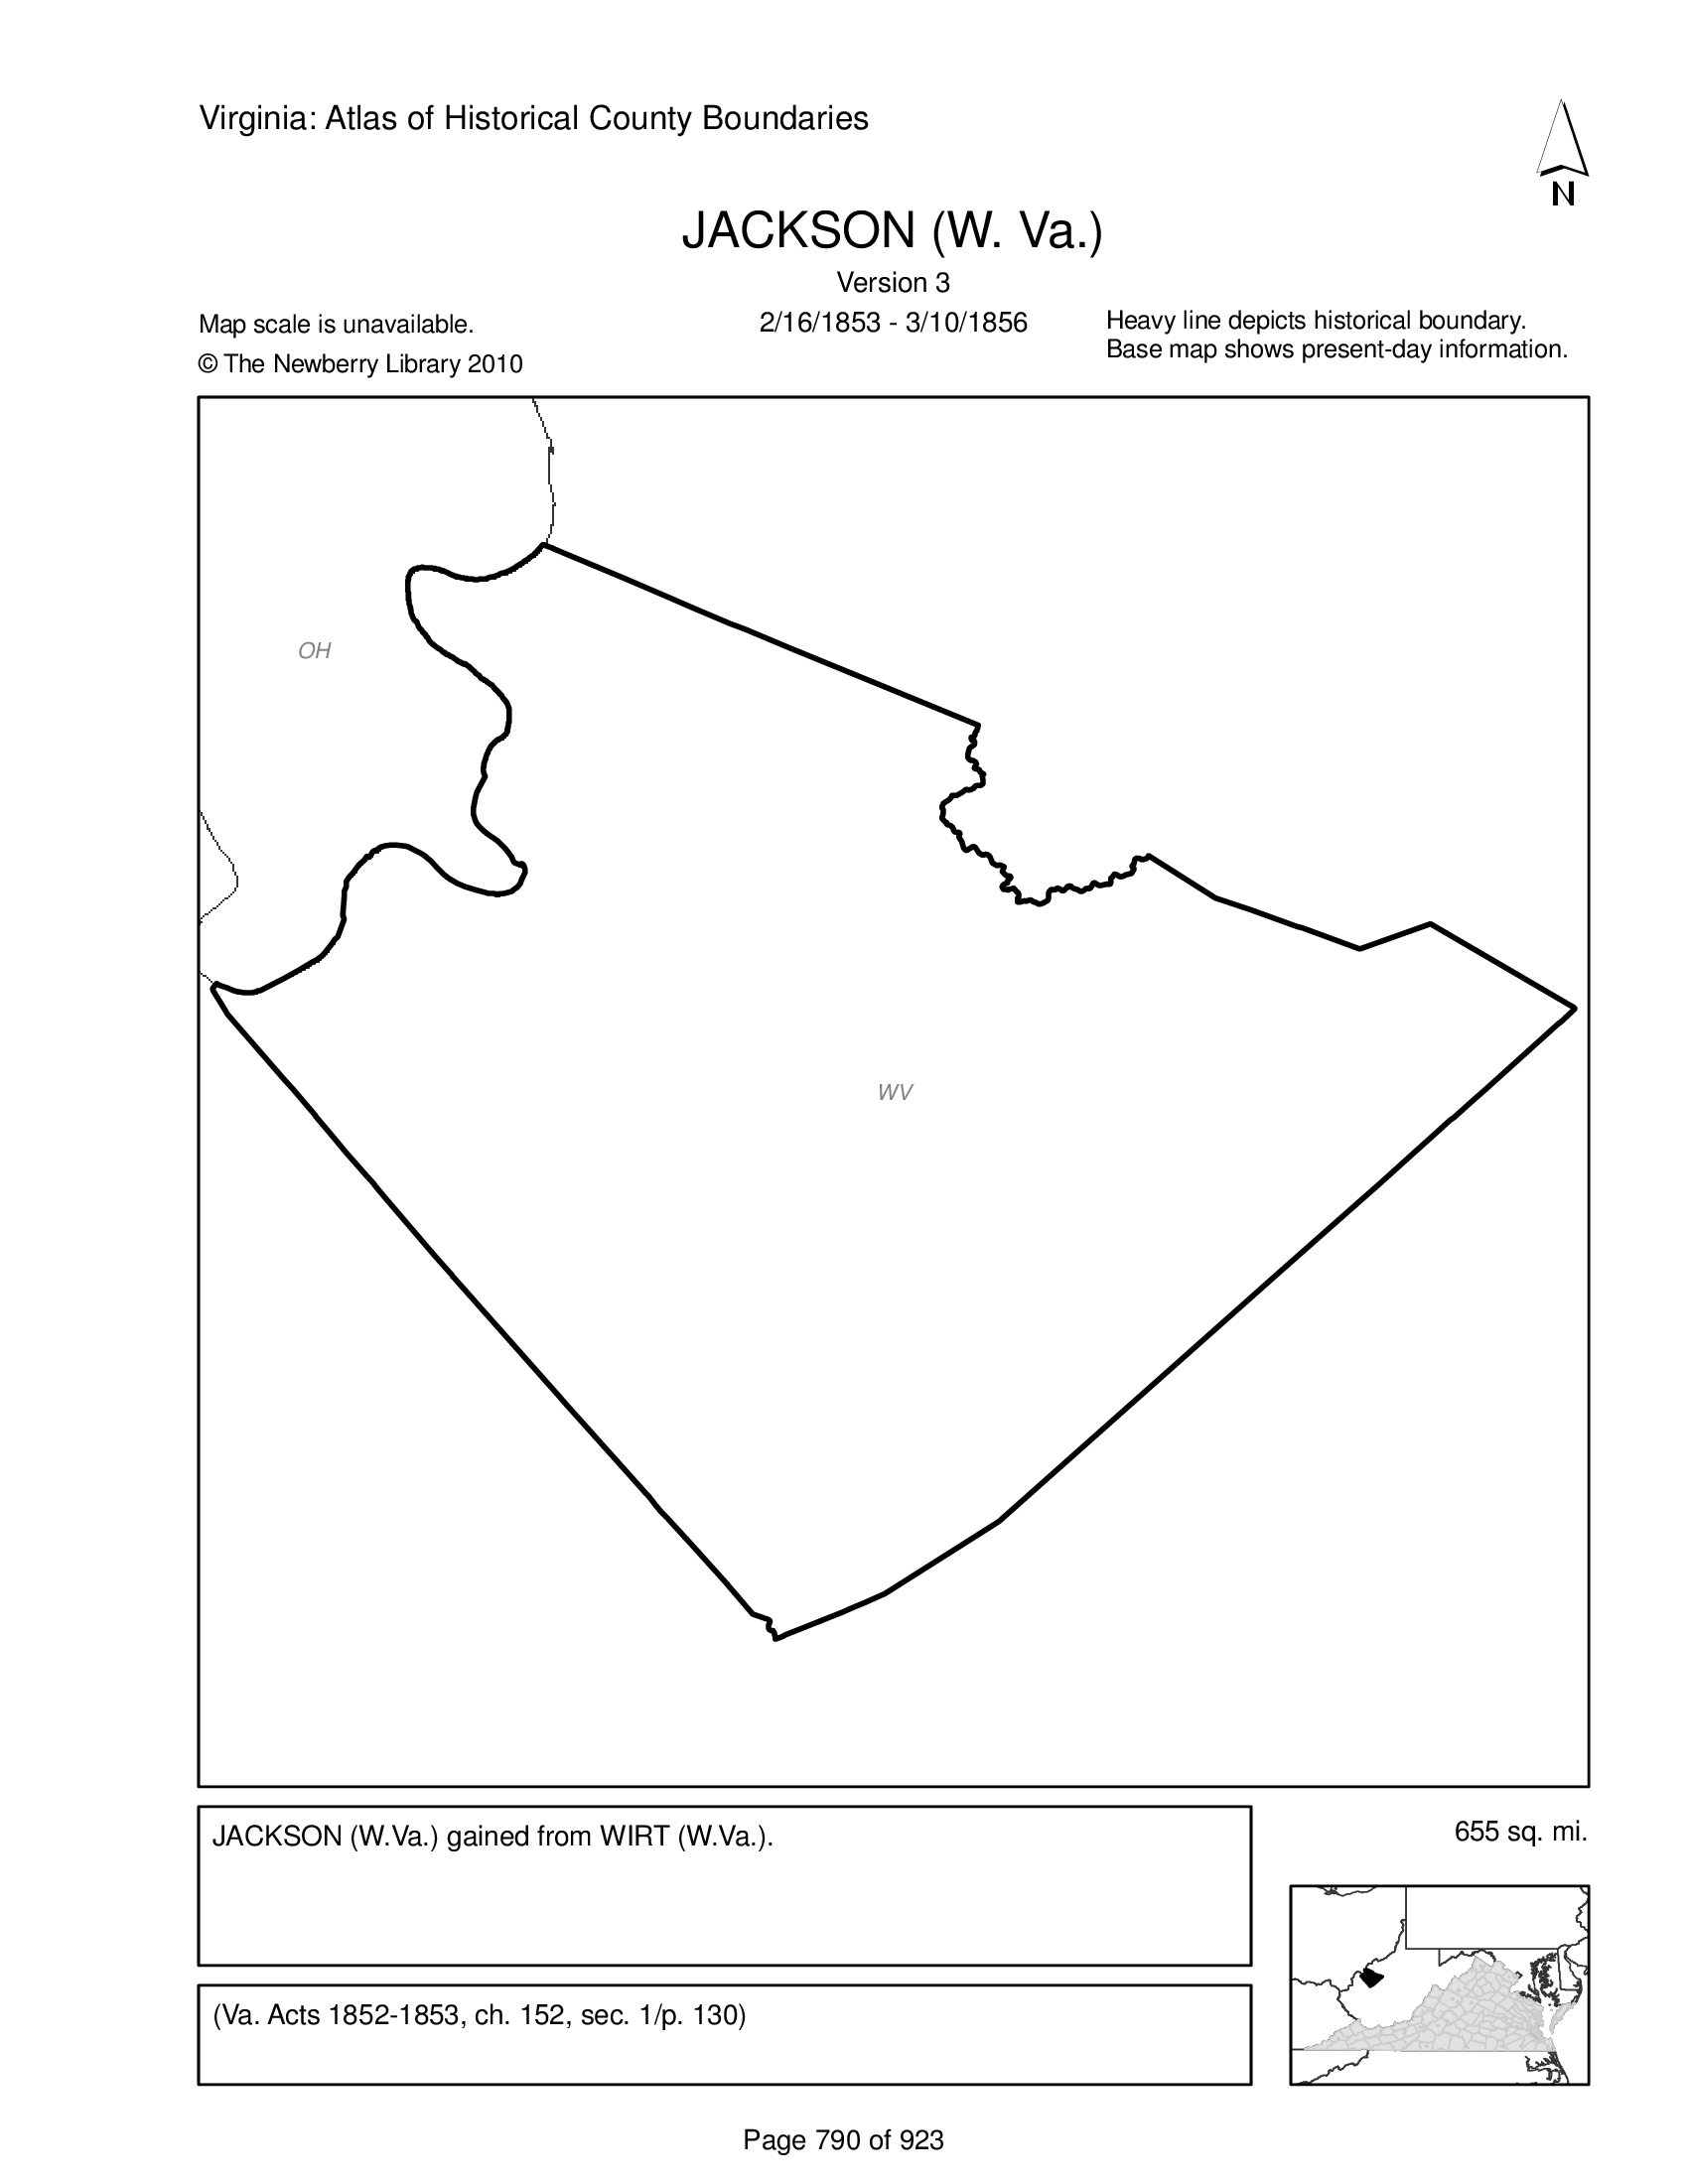 Virginia: Atlas of Historical County Boundaries
N
JACKSON (W. Va.)
Version 3
2/16/1853 - 3/10/1856
Map scale is unavailable.
© The Newberry Library 2010
Heavy line depicts historical boundary.
Base map shows present-day information.
OH
WV
JACKSON (W.Va.) gained from WIRT (W.Va.).
655 sq. mi.
(Va. Acts 1852-1853, ch. 152, sec. 1/p. 130)
Page 790 of 923